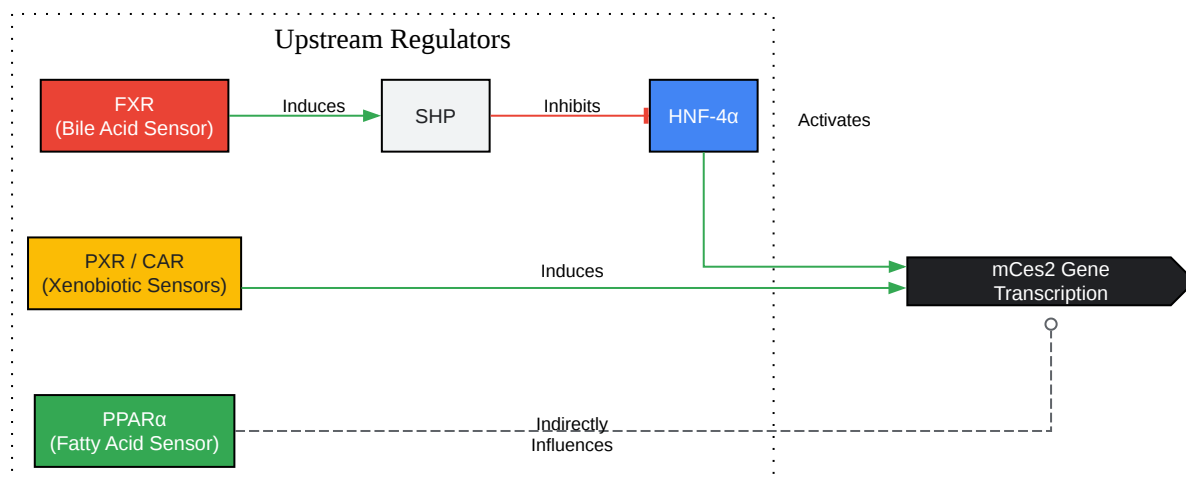 Upstream Regulators
FXR
(Bile Acid Sensor)
Induces
SHP
Inhibits
HNF-4α
Activates
PXR / CAR
(Xenobiotic Sensors)
Induces
mCes2 Gene
Transcription
PPARα
(Fatty Acid Sensor)
Indirectly
Influences